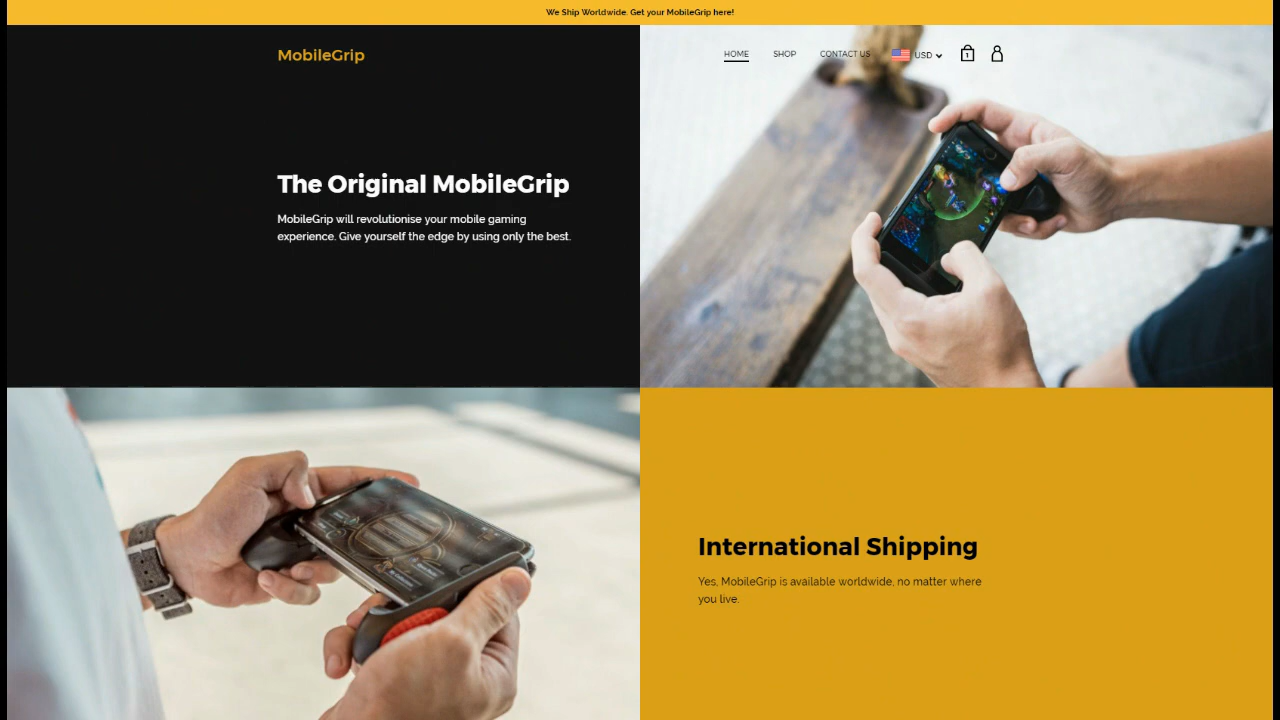 We Ship Worldwide. Get your MobileGrip here!
MobileGrip
HOME SHOP CONTACT US USD 1
The Original MobileGrip
MobileGrip will revolutionise your mobile gaming
experience. Give yourself the edge by using only the best.
International Shipping
Yes, MobileGrip is available worldwide, no matter where
you live.